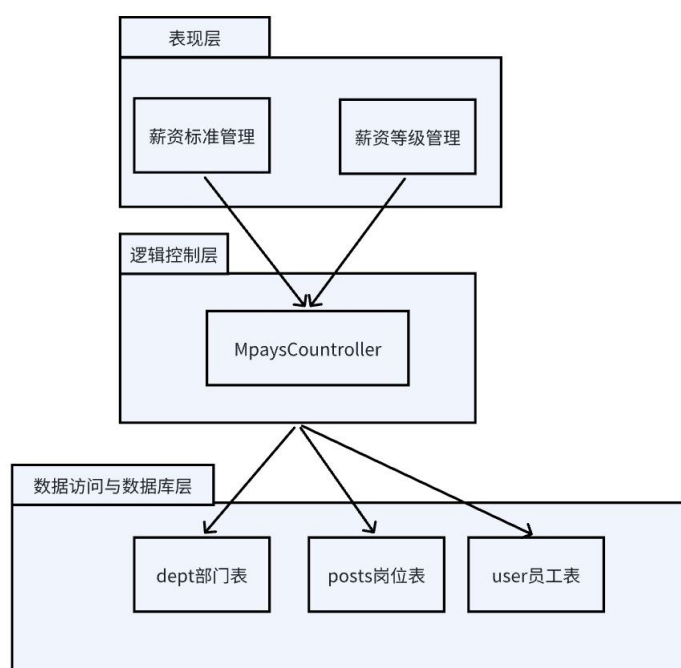 表现层
薪资标准管理
薪资等级管理
逻辑控制层
MpaysCountroller
数据访问与数据库层
dept部门表
posts岗位表
user员工表